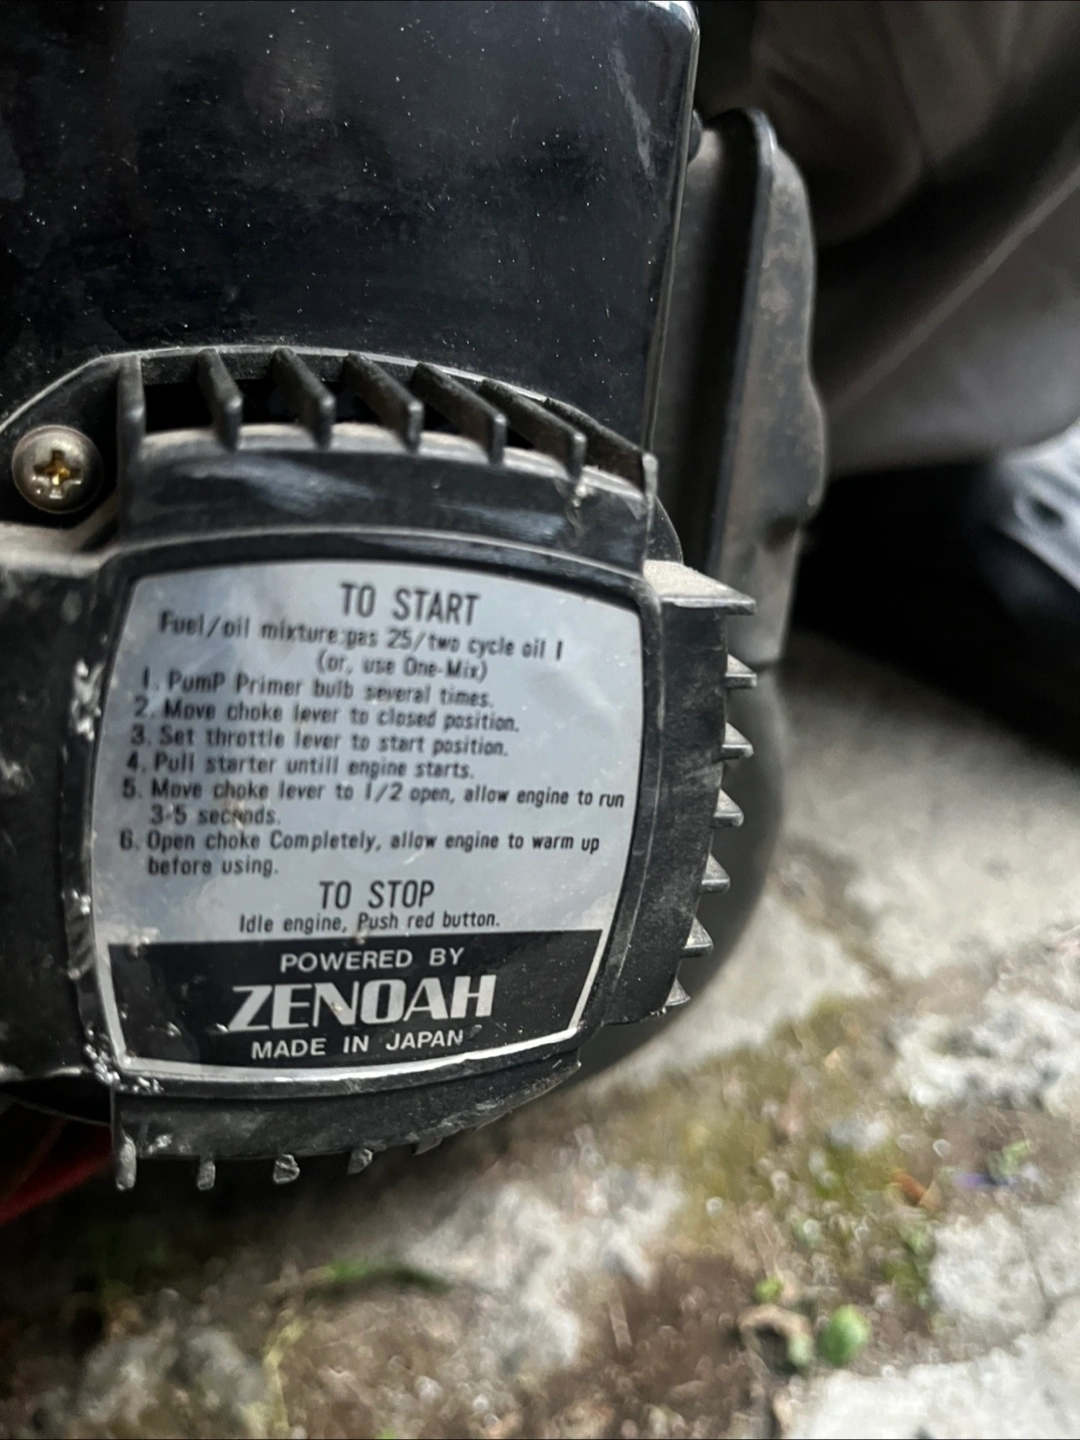 TO START
Fuel/oil mixture:gas 25/two cycle oil 1
(or, use One-Mix)
1. PumP Primer bulb several times.
2. Move choke lever to closed position.
3. Set throttle lever to start position.
4. Pull starter untill engine starts.
5. Move choke lever to 1/2 open, allow engine to run
3-5 seconds.
6. Open choke Completely, allow engine to warm up
before using.
TO STOP
Idle engine, Push red button.
POWERED BY
ZENOAH
MADE IN JAPAN